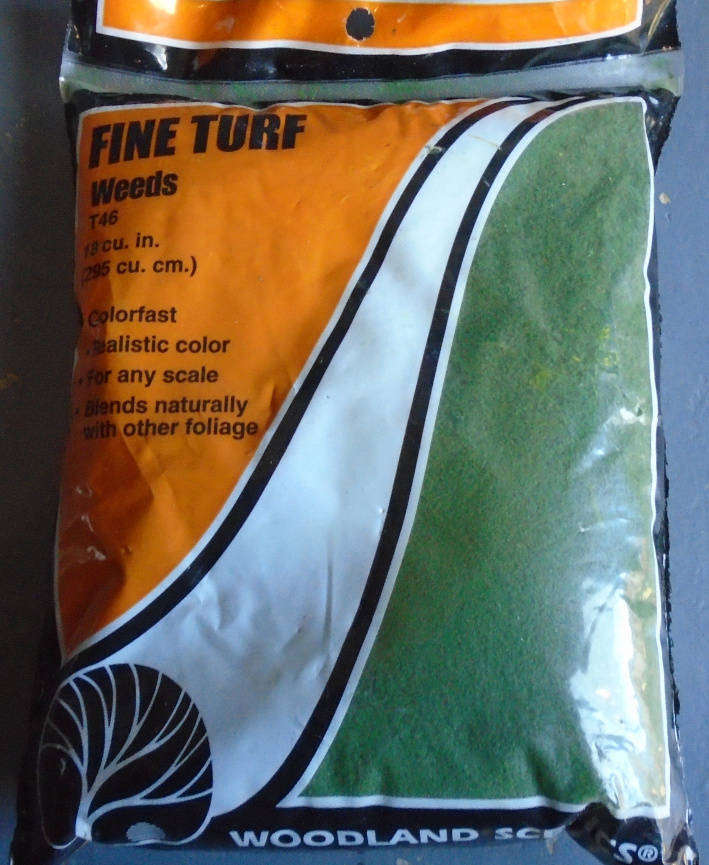 FINE TURF
Weeds
T46
18 cu. in.
(295 cu. cm.)
• Colorfast
• Realistic color
• For any scale
• Blends naturally
with other foliage
WOODLAND SCENICS®